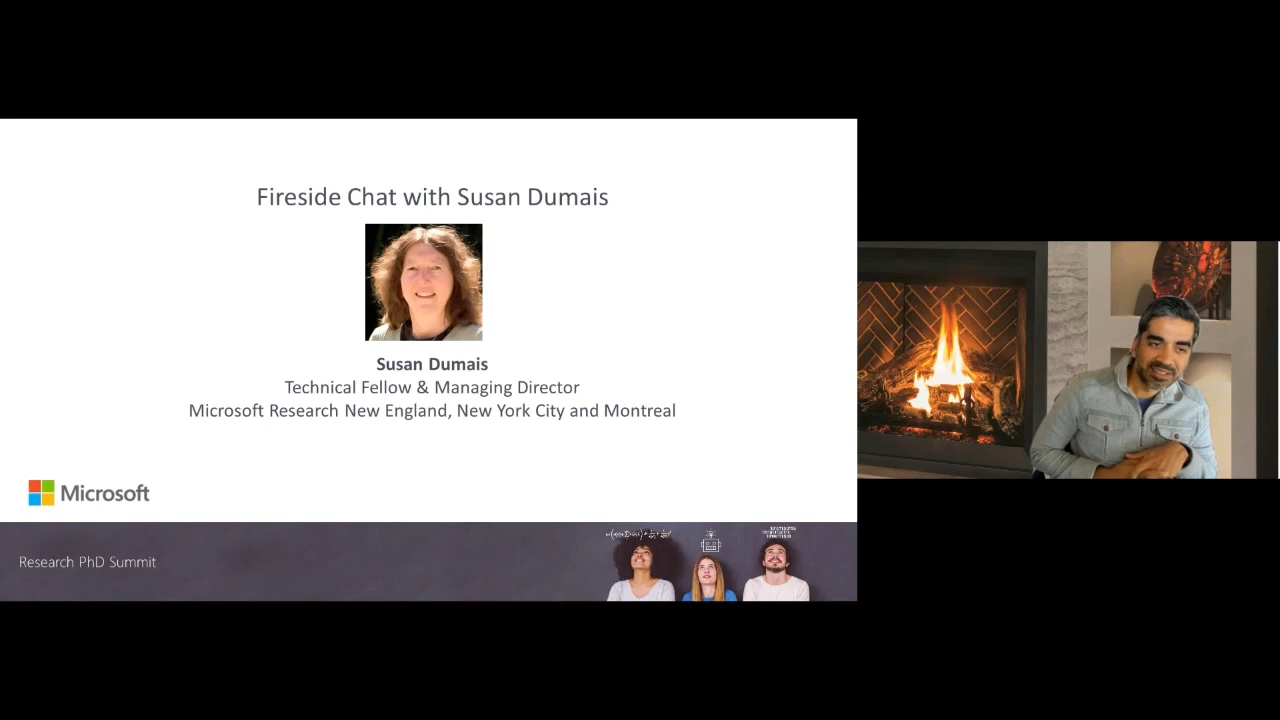 Fireside Chat with Susan Dumais
Susan Dumais
Technical Fellow & Managing Director
Microsoft Research New England, New York City and Montreal
Microsoft
Research PhD Summit